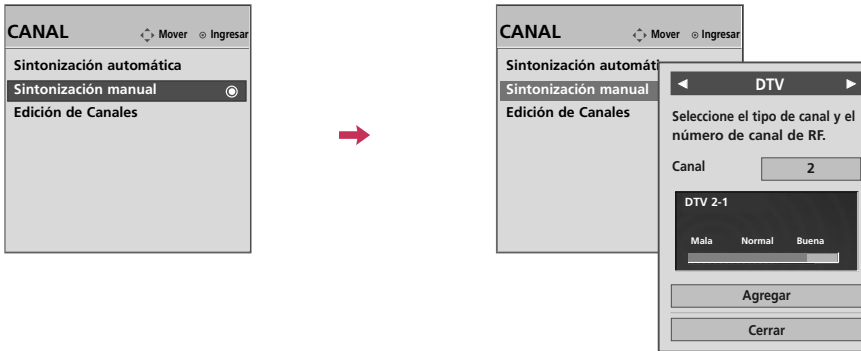 CANAL
Mover Ingresar
Sintonización automática
Sintonización manual
Edición de Canales
CANAL
Mover Ingresar
Sintonización
Sintonización manual
Edición de Canales
DTV
Seleccione el tipo de canal y el
número de canal de RF.
Canal 2
DTV 2-1
Mala Normal Buena
Agregar
Cerrar